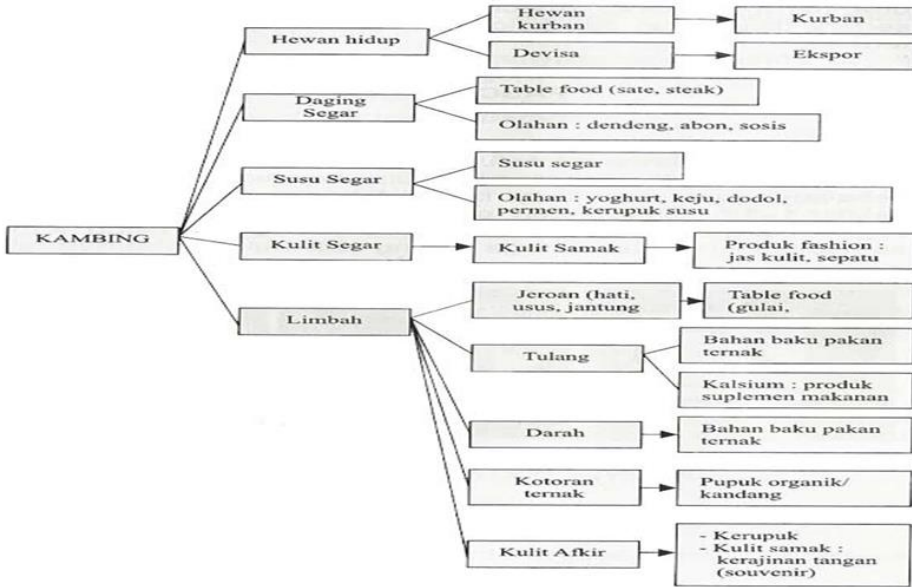 Hewan hidup
Hewan
kurban
Kurban
Devisa
Ekspor
Daging
Segar
Table food (sate, steak)
Olahan : dendeng, abon, sosis
Susu Segar
Susu segar
Olahan : yoghurt, keju, dodol,
permen, kerupuk susu
KAMBING
Kulit Segar
Kulit Samak
Produk fashion :
jas kulit, sepatu
Limbah
Jeroan (hati,
usus, jantung
Table food
(gulai,
Tulang
Bahan baku pakan
ternak
Kalsium : produk
suplemen makanan
Darah
Bahan baku pakan
ternak
Kotoran
ternak
Pupuk organik/
kandang
Kulit Afkir
- Kerupuk
- Kulit samak :
kerajinan tangan
(souvenir)